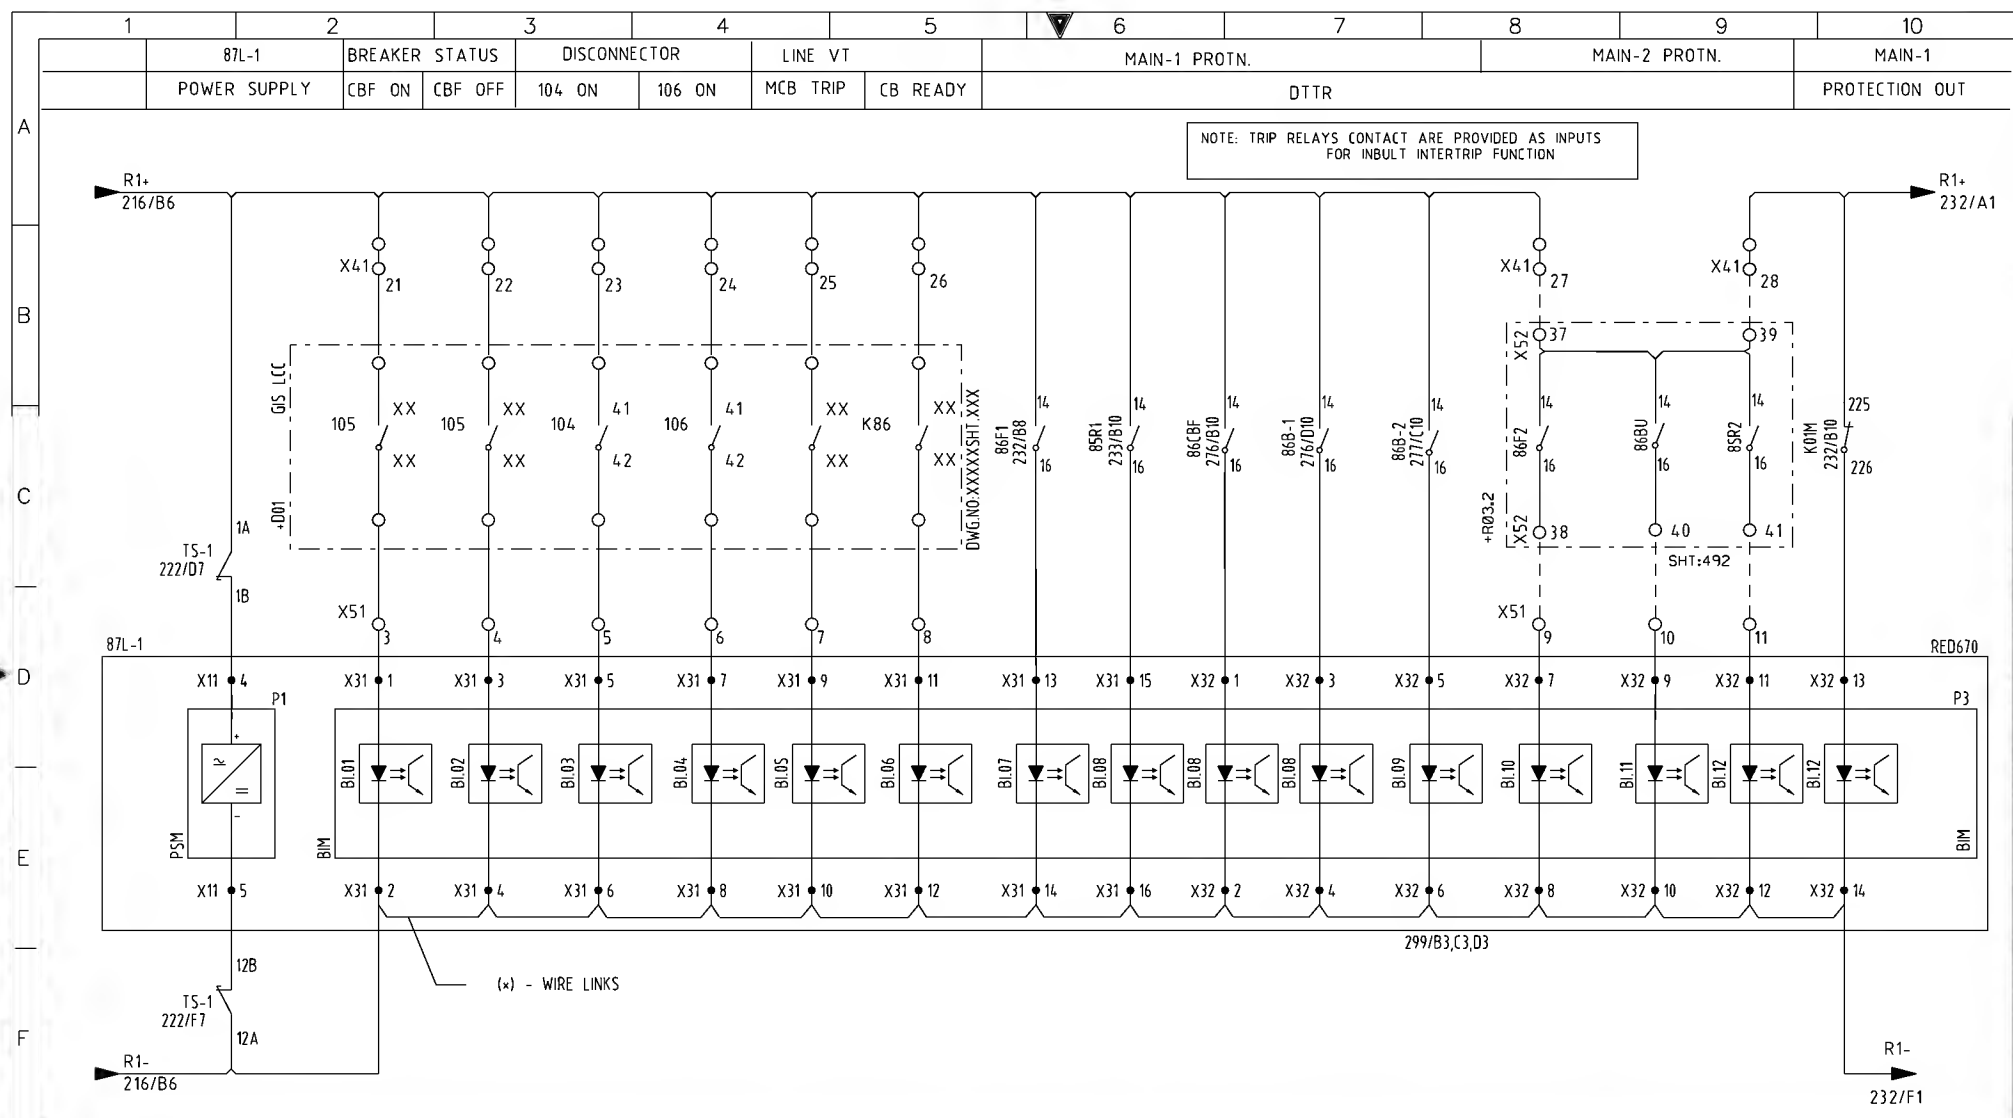 1 2 3 4 5 6 7 8 9 10
87L-1 BREAKER STATUS DISCONNECTOR LINE VT MAIN-1 PROTN. MAIN-2 PROTN. MAIN-1
POWER SUPPLY CBF ON CBF OFF 104 ON 106 ON MCB TRIP CB READY DTTR PROTECTION OUT
A
NOTE: TRIP RELAYS CONTACT ARE PROVIDED AS INPUTS
FOR INBULT INTERTRIP FUNCTION
R1+ R1+
216/B6 232/A1
X41 X41 X41
21 22 23 24 25 26 27 28
B
X52 37 39
GIS LCC
XX XX 41 41 XX XX 14 14 14 14 14 14 14 14 225
105 105 104 106 K86
86F1 232/B8
85R1 233/B10
86CBF 276/B10
86B-1 276/D10
86B-2 277/C10
86F2 86BU 85R2
K01M 232/B10
XX XX 42 42 XX XX 16 16 16 16 16 16 16 16 226
C
+D01
DWG.NO:XXXXXSHT.XXX
+R03.2
X52 38 40 41
SHT:492
1A
TS-1
222/D7
1B
X51 X51
3 4 5 6 7 8 9 10 11
87L-1 RED670
D
X11 4 X31 1 X31 3 X31 5 X31 7 X31 9 X31 11 X31 13 X31 15 X32 1 X32 3 X32 5 X32 7 X32 9 X32 11 X32 13
P1 P3
+
BI.01 BI.02 BI.03 BI.04 BI.05 BI.06 BI.07 BI.08 BI.08 BI.08 BI.09 BI.10 BI.11 BI.12 BI.12
-
PSM BIM BIM
E
X11 5 X31 2 X31 4 X31 6 X31 8 X31 10 X31 12 X31 14 X31 16 X32 2 X32 4 X32 6 X32 8 X32 10 X32 12 X32 14
299/B3,C3,D3
12B
(x) - WIRE LINKS
TS-1
222/F7
12A
F
R1- R1-
216/B6 232/F1